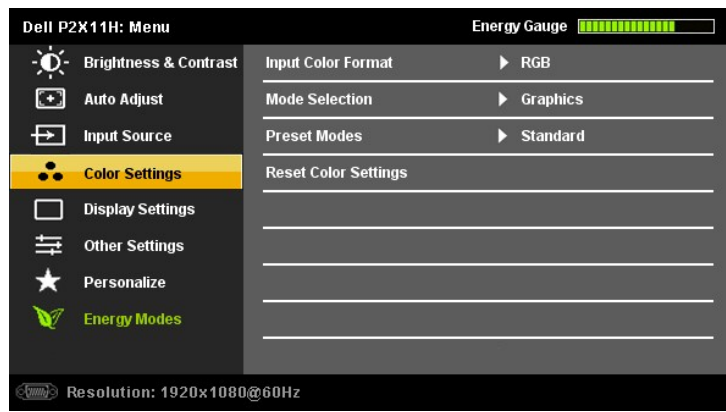 Dell P2X11H: Menu
Energy Gauge
Brightness & Contrast
Input Color Format
RGB
Auto Adjust
Mode Selection
Graphics
Input Source
Preset Modes
Standard
Color Settings
Reset Color Settings
Display Settings
Other Settings
Personalize
Energy Modes
Resolution: 1920x1080@60Hz